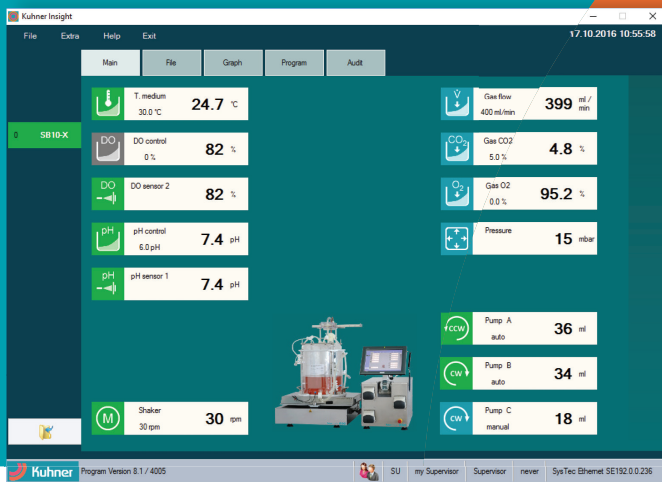 Kuhner Insight
File Extra Help Exit 17.10.2016 10:55:58
Main File Graph Program Audit
T. medium
30.0 °C
24.7 °C
0 SB10-X
DO
DO control
0 %
82 %
DO
DO sensor 2
82 %
pH
pH control
6.0 pH
7.4 pH
pH
pH sensor 1
7.4 pH
M
Shaker
30 rpm
30 rpm
V
Gas flow
400 ml/min
399 ml/min
CO2
Gas CO2
5.0 %
4.8 %
O2
Gas O2
0.0 %
95.2 %
Pressure
15 mbar
CCW
Pump A
auto
36 ml
CW
Pump B
auto
34 ml
CW
Pump C
manual
18 ml
Kuhner Program Version 8.1 / 4005 SU my Supervisor Supervisor never SysTec Ethernet SE192.0.0.236